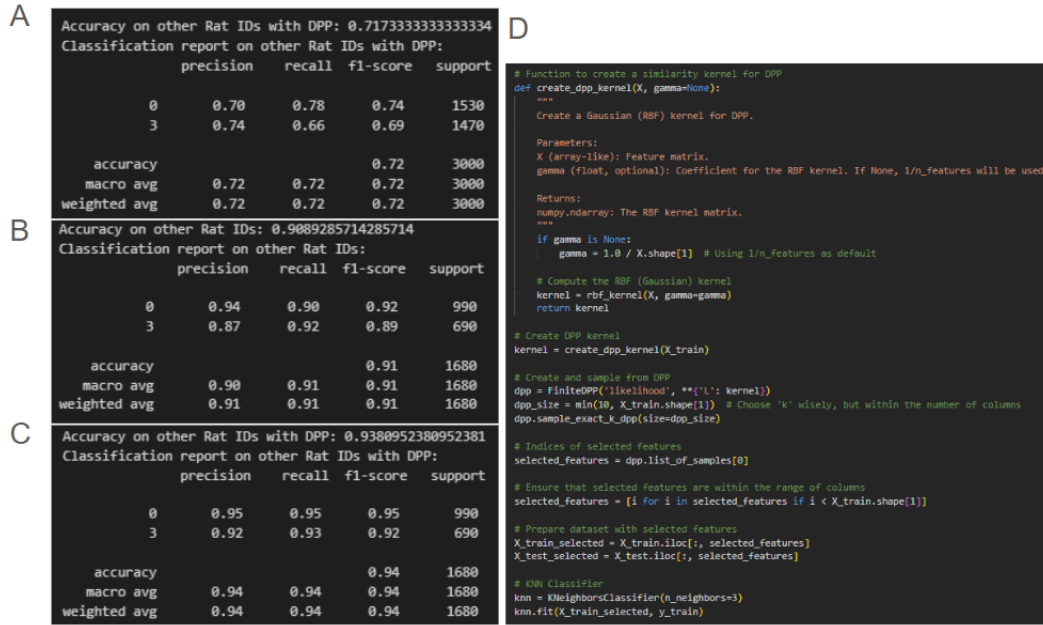 A
Accuracy on other Rat IDs with DPP: 0.7173333333333334
Classification report on other Rat IDs with DPP:
precision recall f1-score support
0 0.70 0.78 0.74 1530
3 0.74 0.66 0.69 1470
accuracy 0.72 3000
macro avg 0.72 0.72 0.72 3000
weighted avg 0.72 0.72 0.72 3000
B
Accuracy on other Rat IDs: 0.9089285714285714
Classification report on other Rat IDs:
precision recall f1-score support
0 0.94 0.90 0.92 990
3 0.87 0.92 0.89 690
accuracy 0.91 1680
macro avg 0.90 0.91 0.91 1680
weighted avg 0.91 0.91 0.91 1680
C
Accuracy on other Rat IDs with DPP: 0.9380952380952381
Classification report on other Rat IDs with DPP:
precision recall f1-score support
0 0.95 0.95 0.95 990
3 0.92 0.93 0.92 690
accuracy 0.94 1680
macro avg 0.94 0.94 0.94 1680
weighted avg 0.94 0.94 0.94 1680
D
# Function to create a similarity kernel for DPP
def create_dpp_kernel(X, gamma=None):
"""
Create a Gaussian (RBF) kernel for DPP.
Parameters:
X (array-like): Feature matrix.
gamma (float, optional): Coefficient for the RBF kernel. If None, 1/n_features will be used
Returns:
numpy.ndarray: The RBF kernel matrix.
"""
if gamma is None:
gamma = 1.0 / X.shape[1] # Using 1/n_features as default
# Compute the RBF (Gaussian) kernel
kernel = rbf_kernel(X, gamma=gamma)
return kernel
# Create DPP kernel
kernel = create_dpp_kernel(X_train)
# Create and sample from DPP
dpp = FiniteDPP('likelihood', **{'L': kernel})
dpp_size = min(10, X_train.shape[1]) # Choose 'k' wisely, but within the number of columns
dpp.sample_exact_k_dpp(size=dpp_size)
# Indices of selected features
selected_features = dpp.list_of_samples[0]
# Ensure that selected features are within the range of columns
selected_features = [i for i in selected_features if i < X_train.shape[1]]
# Prepare dataset with selected features
X_train_selected = X_train.iloc[:, selected_features]
X_test_selected = X_test.iloc[:, selected_features]
# KNN Classifier
knn = KNeighborsClassifier(n_neighbors=3)
knn.fit(X_train_selected, y_train)